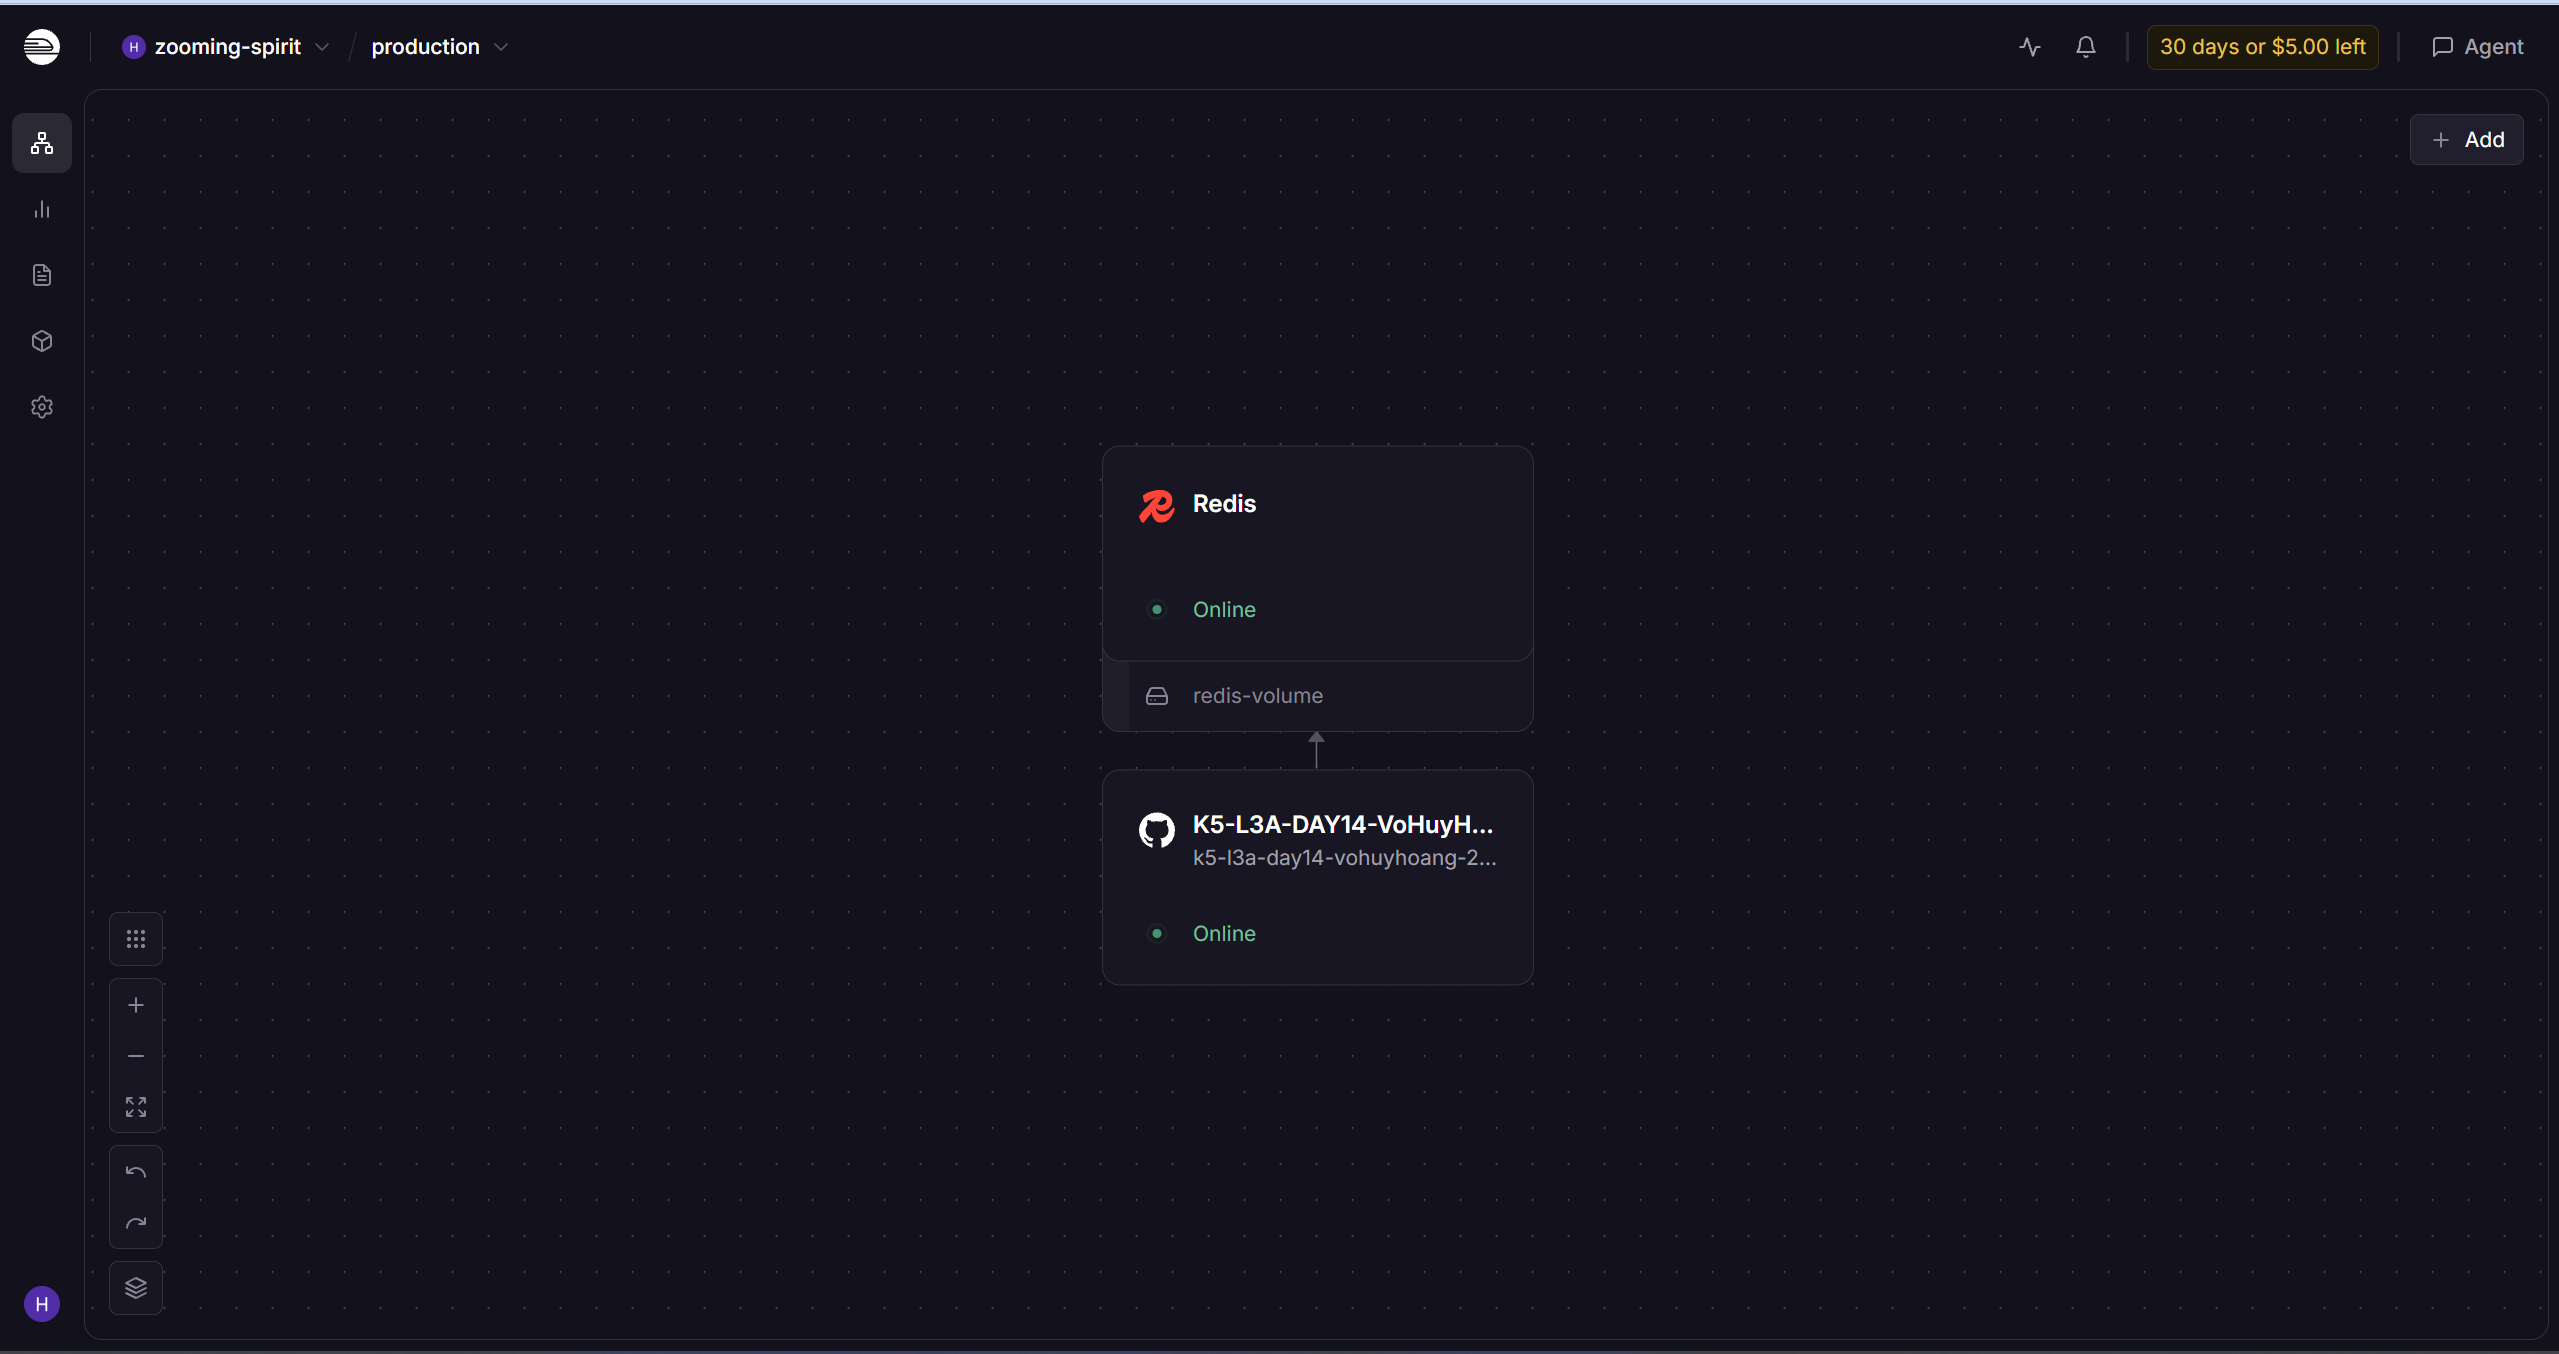 H zooming-spirit / production
30 days or $5.00 left
Agent
+ Add
Redis
Online
redis-volume
K5-L3A-DAY14-VoHuyH...
k5-l3a-day14-vohuyhoang-2...
Online
H